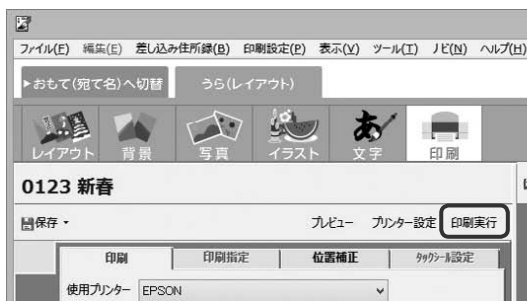 ファイル(F) 編集(E) 差し込み住所録(B) 印刷設定(P) 表示(V) ツール(T) ナビ(N) ヘルプ(H)
▸おもて(宛て名)へ切替 うら(レイアウト)
レイアウト 背景 写真 イラスト あ 文字 印刷
0123 新春
保存 プレビュー プリンター設定 印刷実行
印刷 印刷指定 位置補正 タックシール設定
使用プリンター EPSON